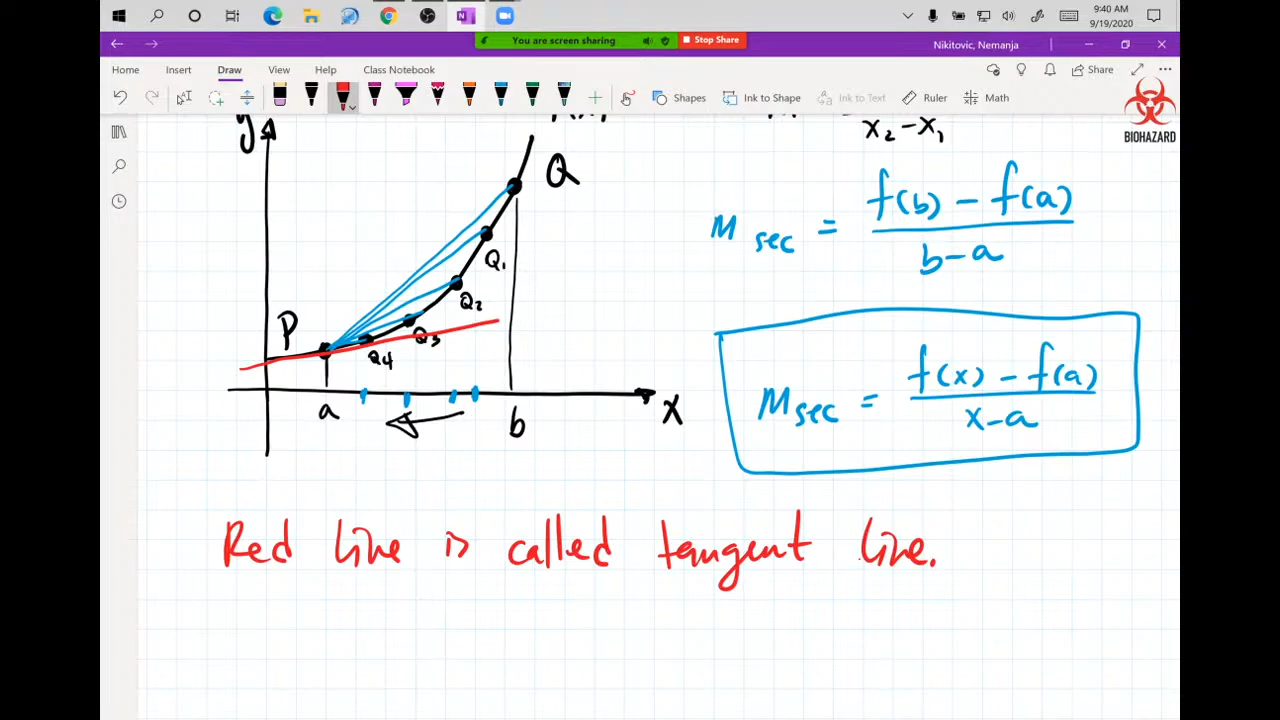 9:40 AM
9/19/2020
You are screen sharing
Stop Share
Nikitovic, Nemanja
Home Insert Draw View Help Class Notebook
Share
Shapes Ink to Shape Ink to Text Ruler Math
BIOHAZARD
y
x₂-x₁
Q
M sec = f(b) - f(a)
b-a
Q₁
Q₂
P
Q3
Q4
Msec = f(x) - f(a)
x-a
a
b
x
Red line is called tangent line.